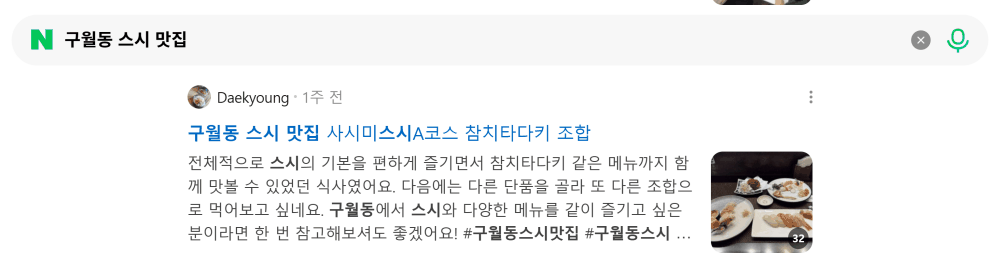 구월동 스시 맛집
Daekyoung · 1주 전
구월동 스시 맛집 사시미스시A코스 참치타다키 조합
전체적으로 스시의 기본을 편하게 즐기면서 참치타다키 같은 메뉴까지 함
께 맛볼 수 있었던 식사였어요. 다음에는 다른 단품을 골라 또 다른 조합으
로 먹어보고 싶네요. 구월동에서 스시와 다양한 메뉴를 같이 즐기고 싶은
분이라면 한 번 참고해보셔도 좋겠어요! #구월동스시맛집 #구월동스시 ...
32